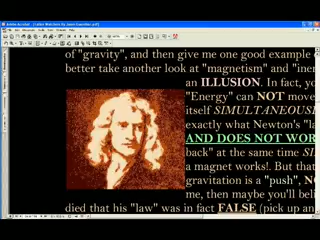 of "gravity", and then give me one good example
better take another look at "magnetism" and "iner
an ILLUSION. In fact, yo
"Energy" can NOT move
itself SIMULTANEOUS
exactly what Newton's "la
AND DOES NOT WOR
back" at the same time SI
a magnet works!. But that
gravitation is a "push", NO
me, then maybe you'll beli
died that his "law" was in fact FALSE (pick up an